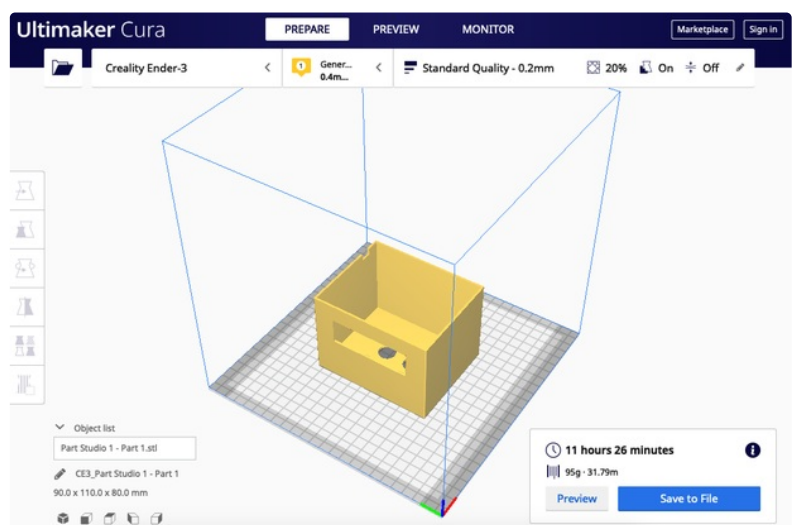 Ultimaker Cura
PREPARE
PREVIEW
MONITOR
Marketplace
Sign in
Creality Ender-3
1
Gener...
0.4m...
Standard Quality - 0.2mm
20%
On
Off
Object list
Part Studio 1 - Part 1.stl
CE3_Part Studio 1 - Part 1
90.0 x 110.0 x 80.0 mm
11 hours 26 minutes
95g · 31.79m
Preview
Save to File